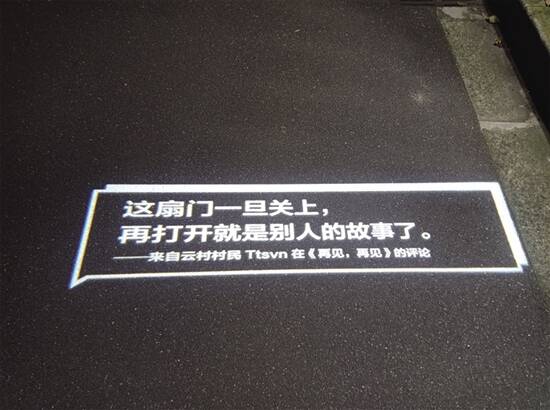 这扇门一旦关上，
再打开就是别人的故事了。
——来自云村村民 Ttsvn 在《再见，再见》的评论